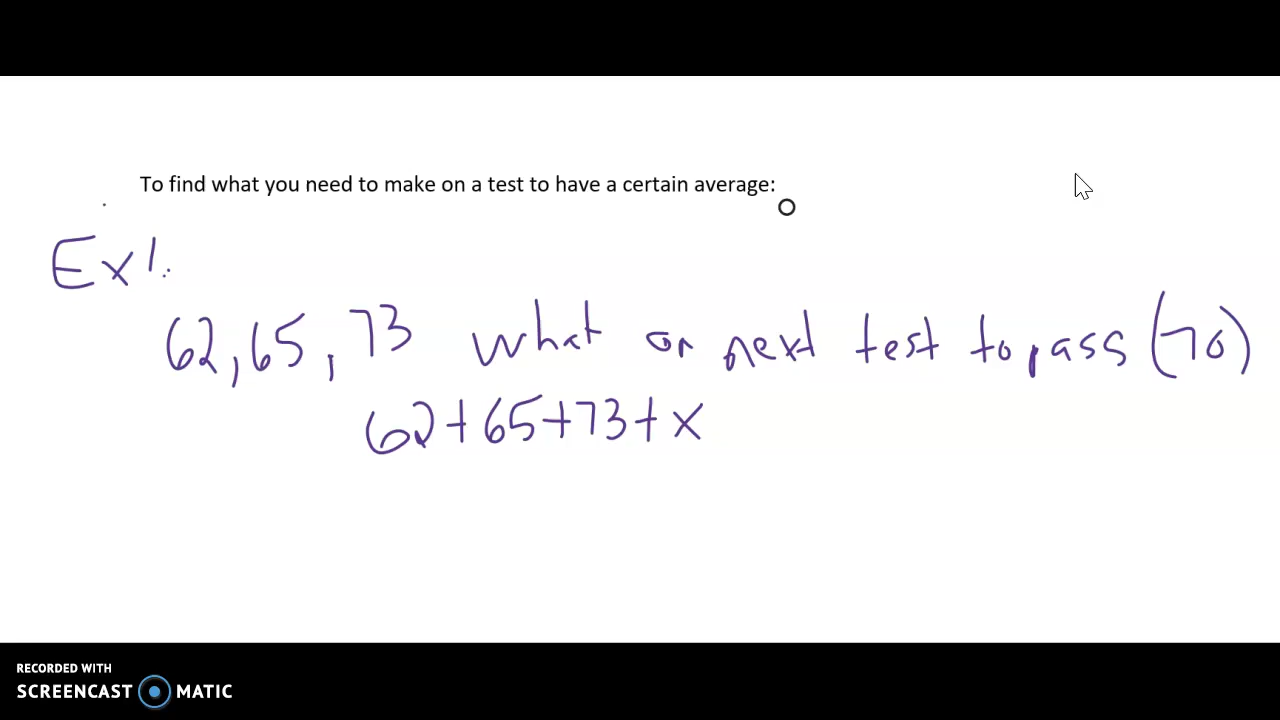 To find what you need to make on a test to have a certain average:
Ex1:
62, 65, 73 what on next test to pass (70)
62+65+73+x
RECORDED WITH
SCREENCAST MATIC